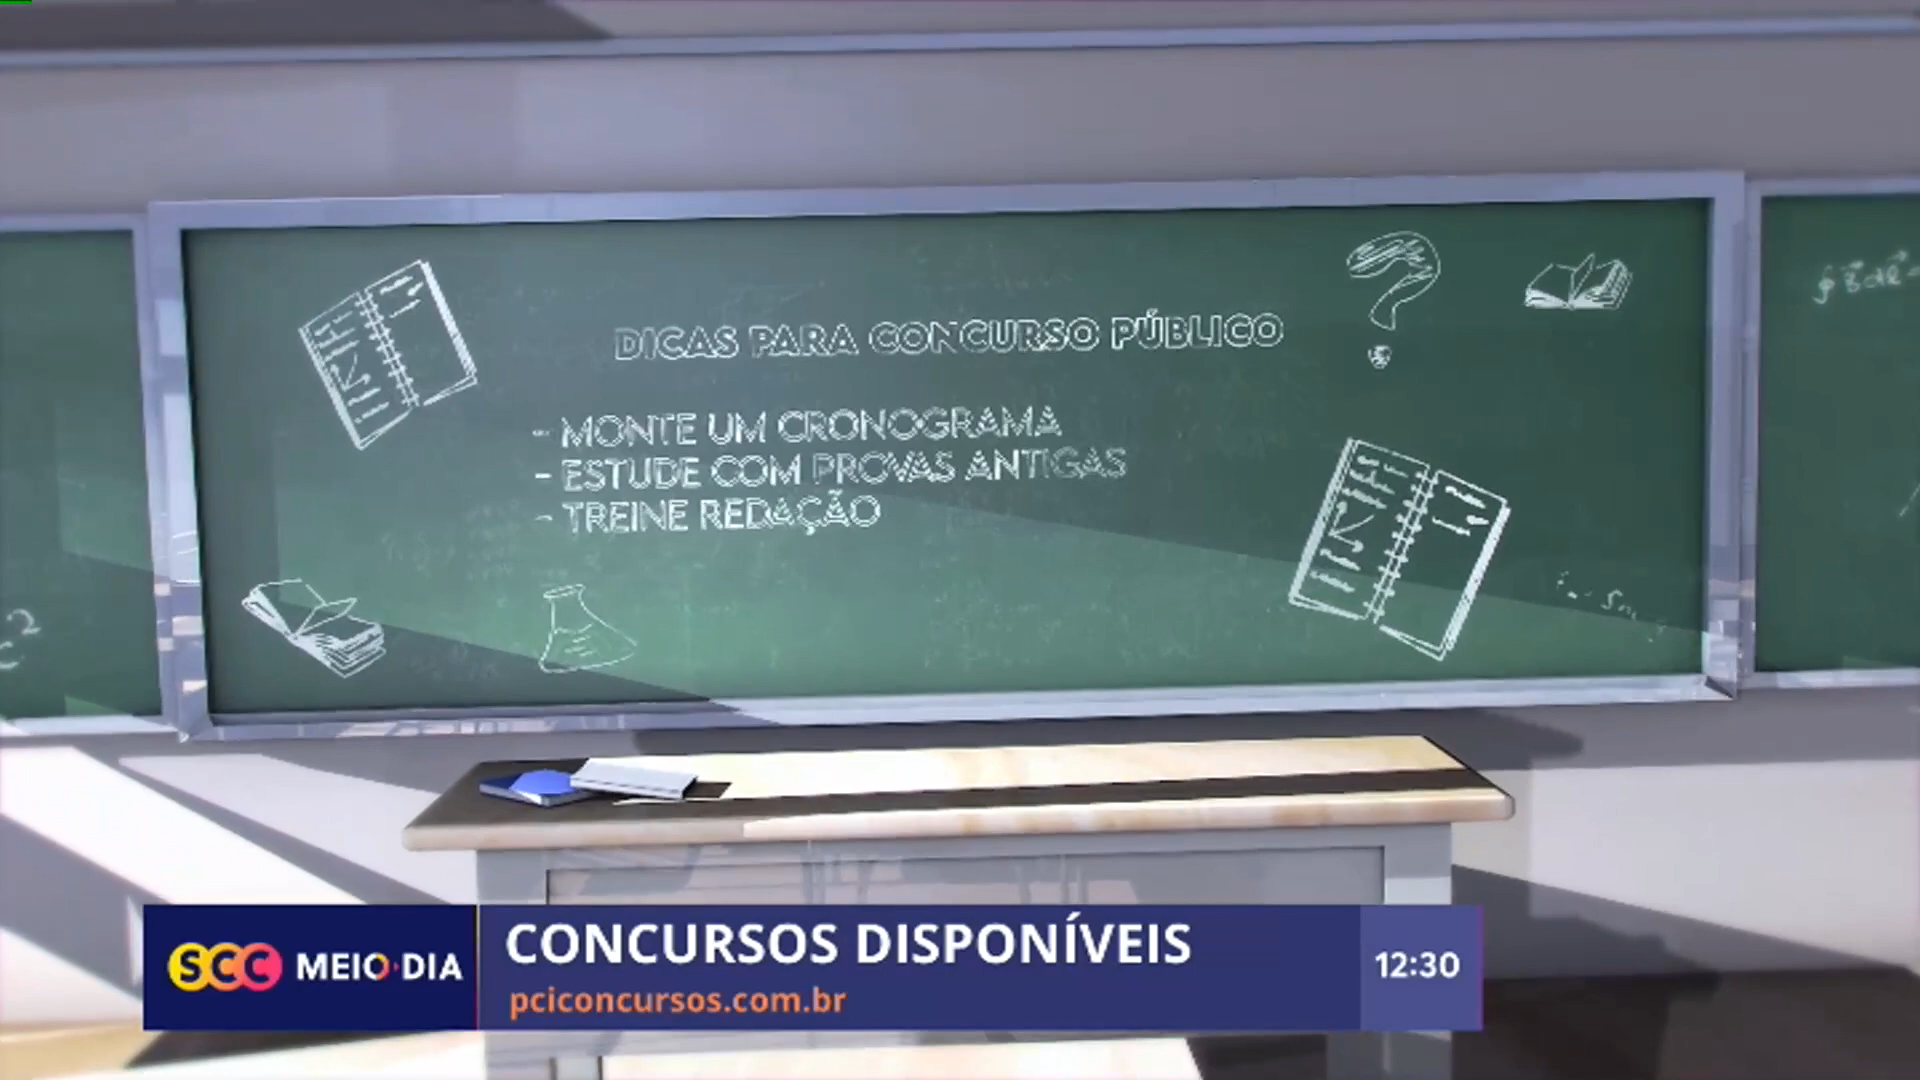 DICAS PARA CONCURSO PÚBLICO
- MONTE UM CRONOGRAMA
- ESTUDE COM PROVAS ANTIGAS
- TREINE REDAÇÃO
SCC MEIO-DIA
CONCURSOS DISPONÍVEIS
pciconcursos.com.br
12:30